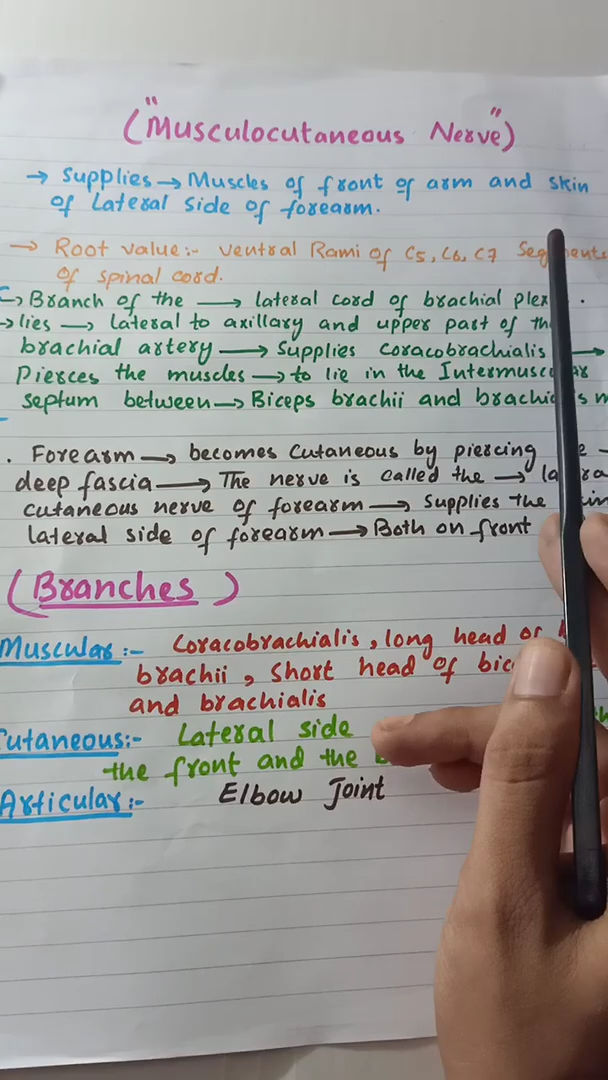 ("Musculocutaneous Nerve")
→ Supplies → Muscles of front of arm and skin
of Lateral side of forearm.
→ Root value:- ventral Rami of C5, C6, C7
of spinal cord.
↳ Branch of the → lateral cord of brachial
→ lies → lateral to axillary and upper part of
brachial artery → Supplies coracobrachialis →
Pierces the muscles → to lie in the
septum between → Biceps brachii and
. Forearm → becomes cutaneous by piercing
deep fascia → The nerve is called the →
cutaneous nerve of forearm → Supplies the
lateral side of forearm → Both on front
(Branches)
Muscular :- Coracobrachialis, long head
brachii, Short head of
and brachialis
Cutaneous:- Lateral side
the front and the
Articular:- Elbow Joint